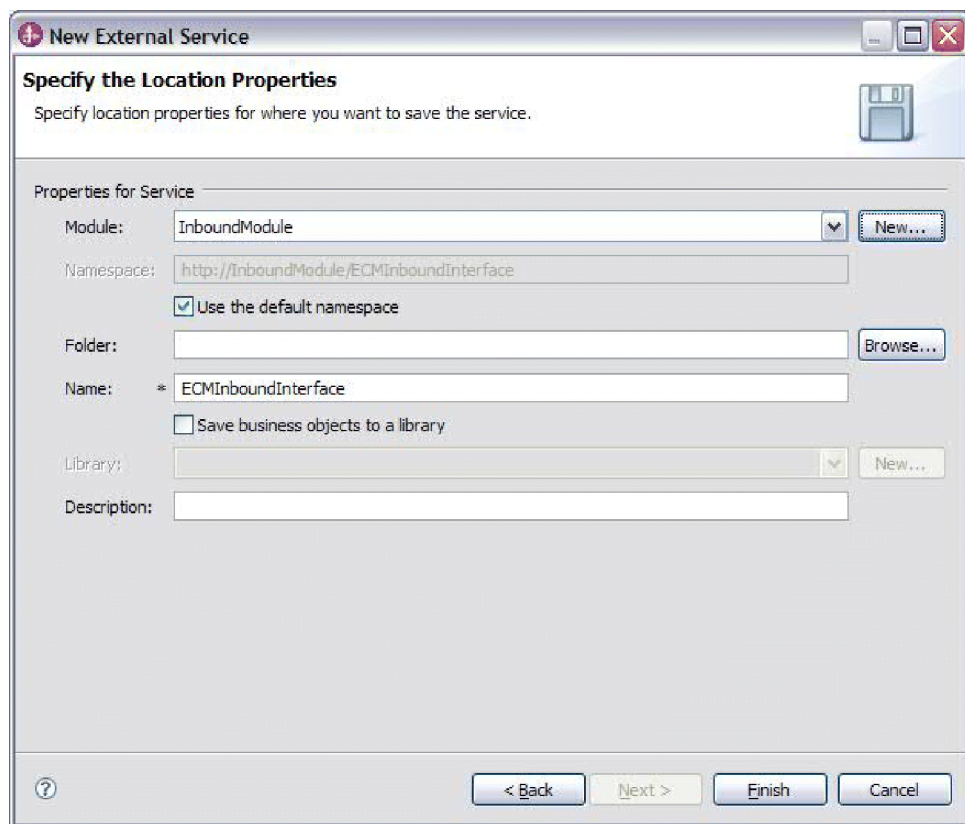 New External Service
Specify the Location Properties
Specify location properties for where you want to save the service.
Properties for Service
Module: InboundModule New...
Namespace: http://InboundModule/ECMInboundInterface
Use the default namespace
Folder: Browse...
Name: * ECMInboundInterface
Save business objects to a library
Library: New...
Description:
? < Back Next > Finish Cancel